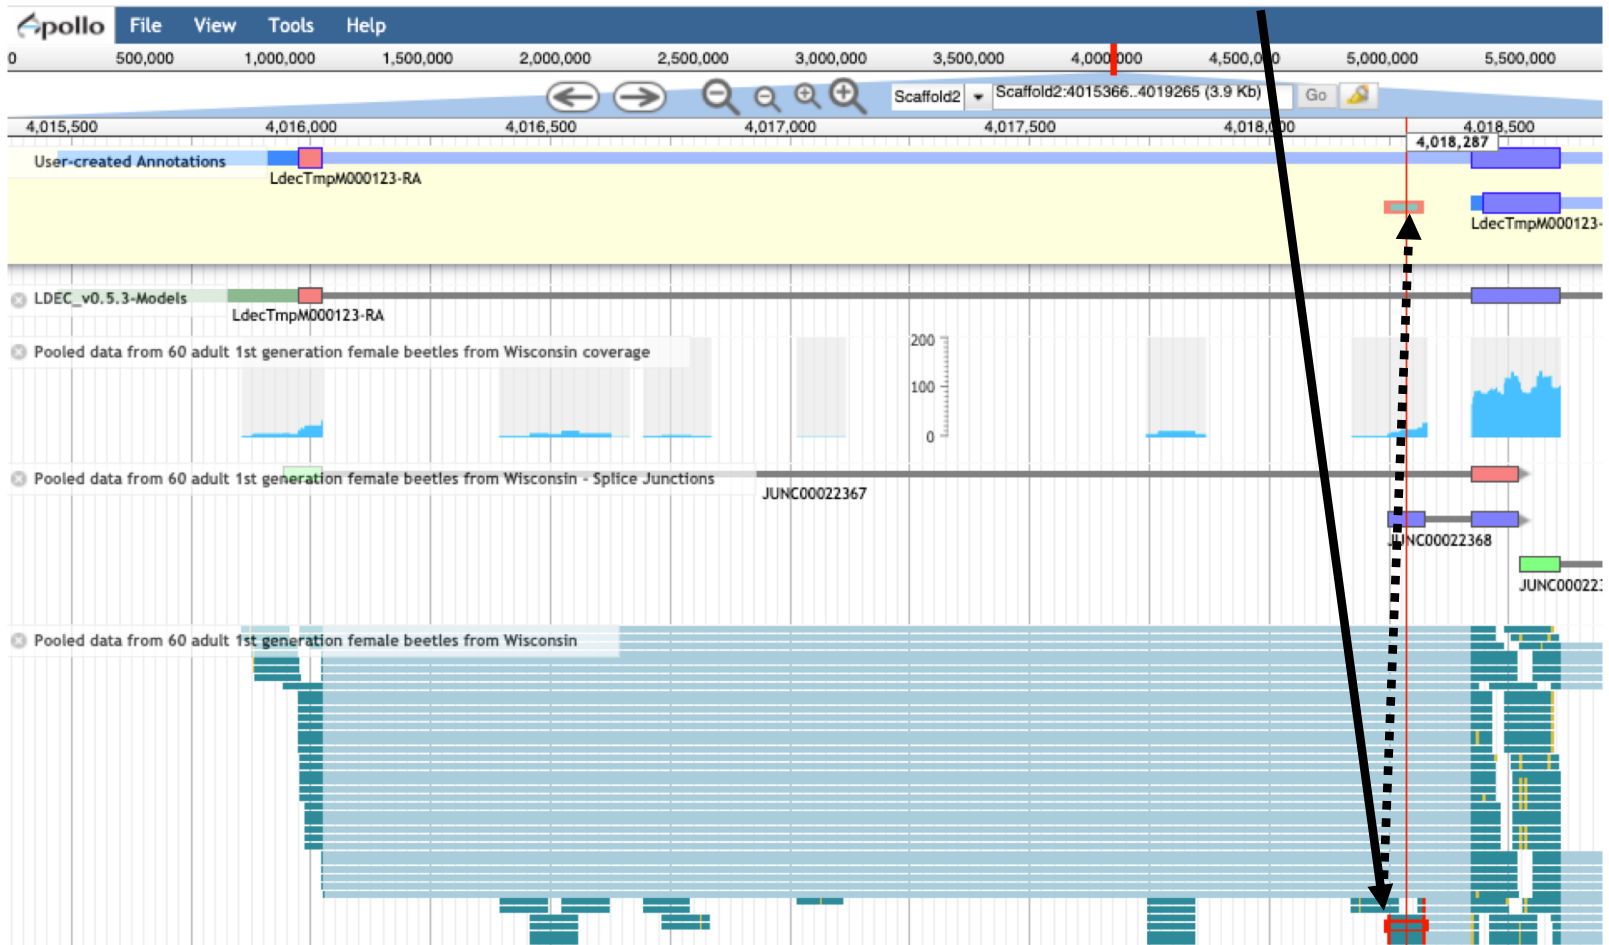 Apollo File View Tools Help
0 500,000 1,000,000 1,500,000 2,000,000 2,500,000 3,000,000 3,500,000 4,000,000 4,500,000 5,000,000 5,500,000
Scaffold2 Scaffold2:4015366..4019265 (3.9 Kb) Go
4,015,500 4,016,000 4,016,500 4,017,000 4,017,500 4,018,000 4,018,500
4,018,287
User-created Annotations
LdecTmpM000123-RA
LdecTmpM000123-
LDEC_v0.5.3-Models
LdecTmpM000123-RA
200
Pooled data from 60 adult 1st generation female beetles from Wisconsin coverage
100
0
Pooled data from 60 adult 1st generation female beetles from Wisconsin - Splice Junctions
JUNC00022367
JUNC00022368
JUNC000223
Pooled data from 60 adult 1st generation female beetles from Wisconsin